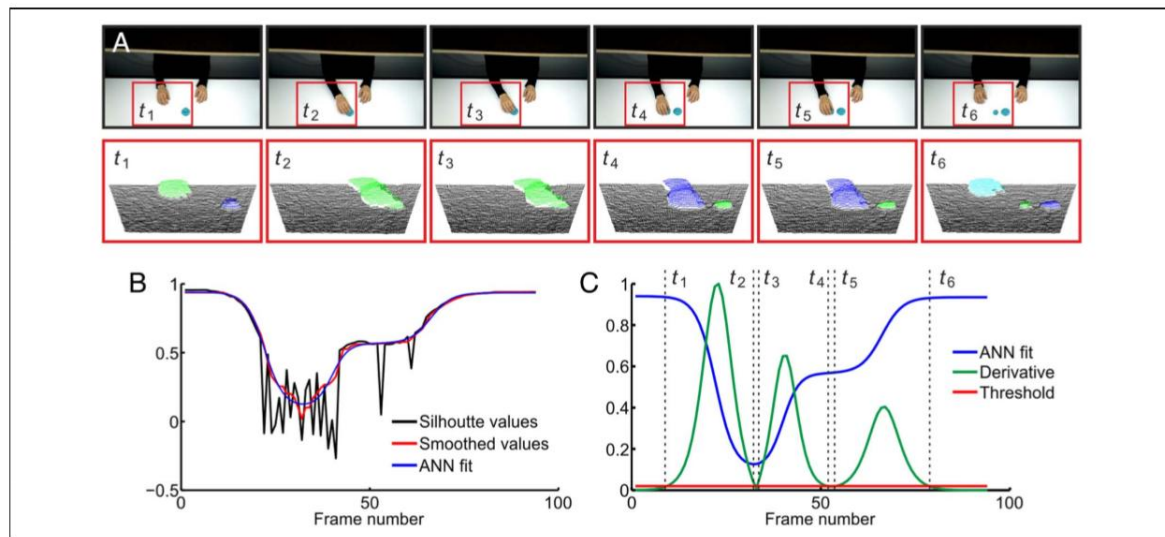 A
t1 t2 t3 t4 t5 t6
t1 t2 t3 t4 t5 t6
B
1
0.5
0
−0.5
0 50 100
Frame number
Silhoutte values
Smoothed values
ANN fit
C
t1 t2 t3 t4 t5 t6
1
0.8
0.6
0.4
0.2
0
0 50 100
Frame number
ANN fit
Derivative
Threshold